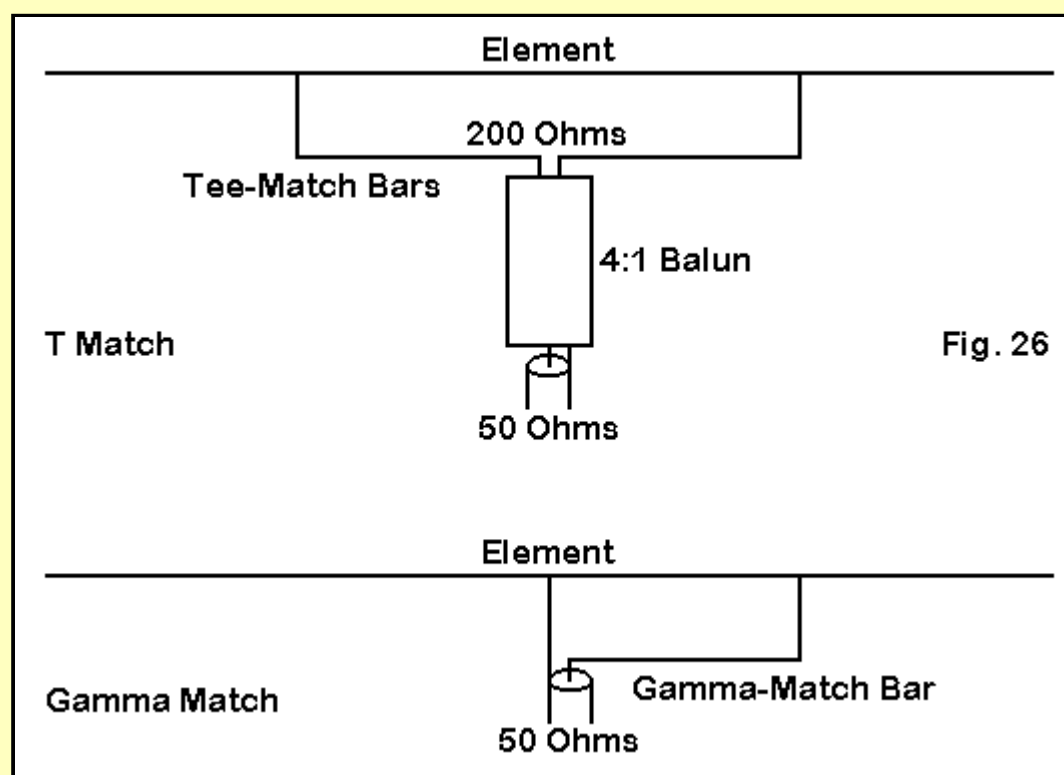 Element
200 Ohms
Tee-Match Bars
4:1 Balun
T Match
Fig. 26
50 Ohms
Element
Gamma-Match Bar
Gamma Match
50 Ohms